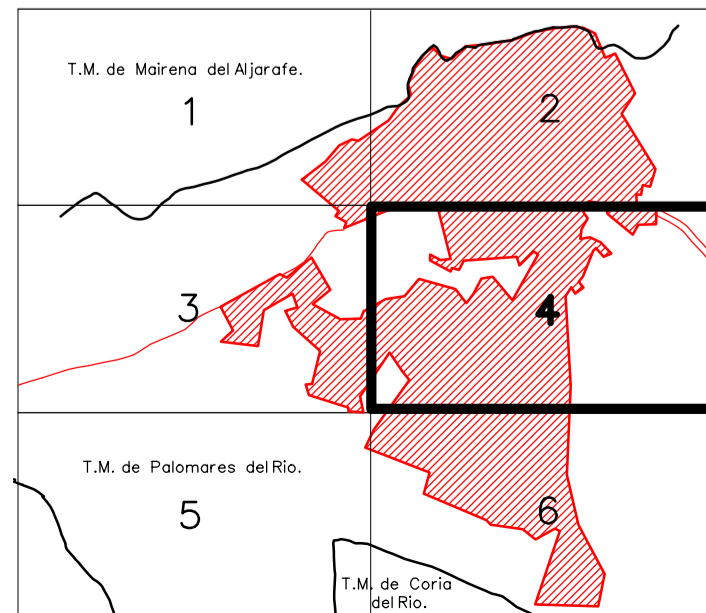 T.M. de Mairena del Aljarafe.
1
2
3
4
T.M. de Palomares del Rio.
5
6
T.M. de Coria
del Rio.